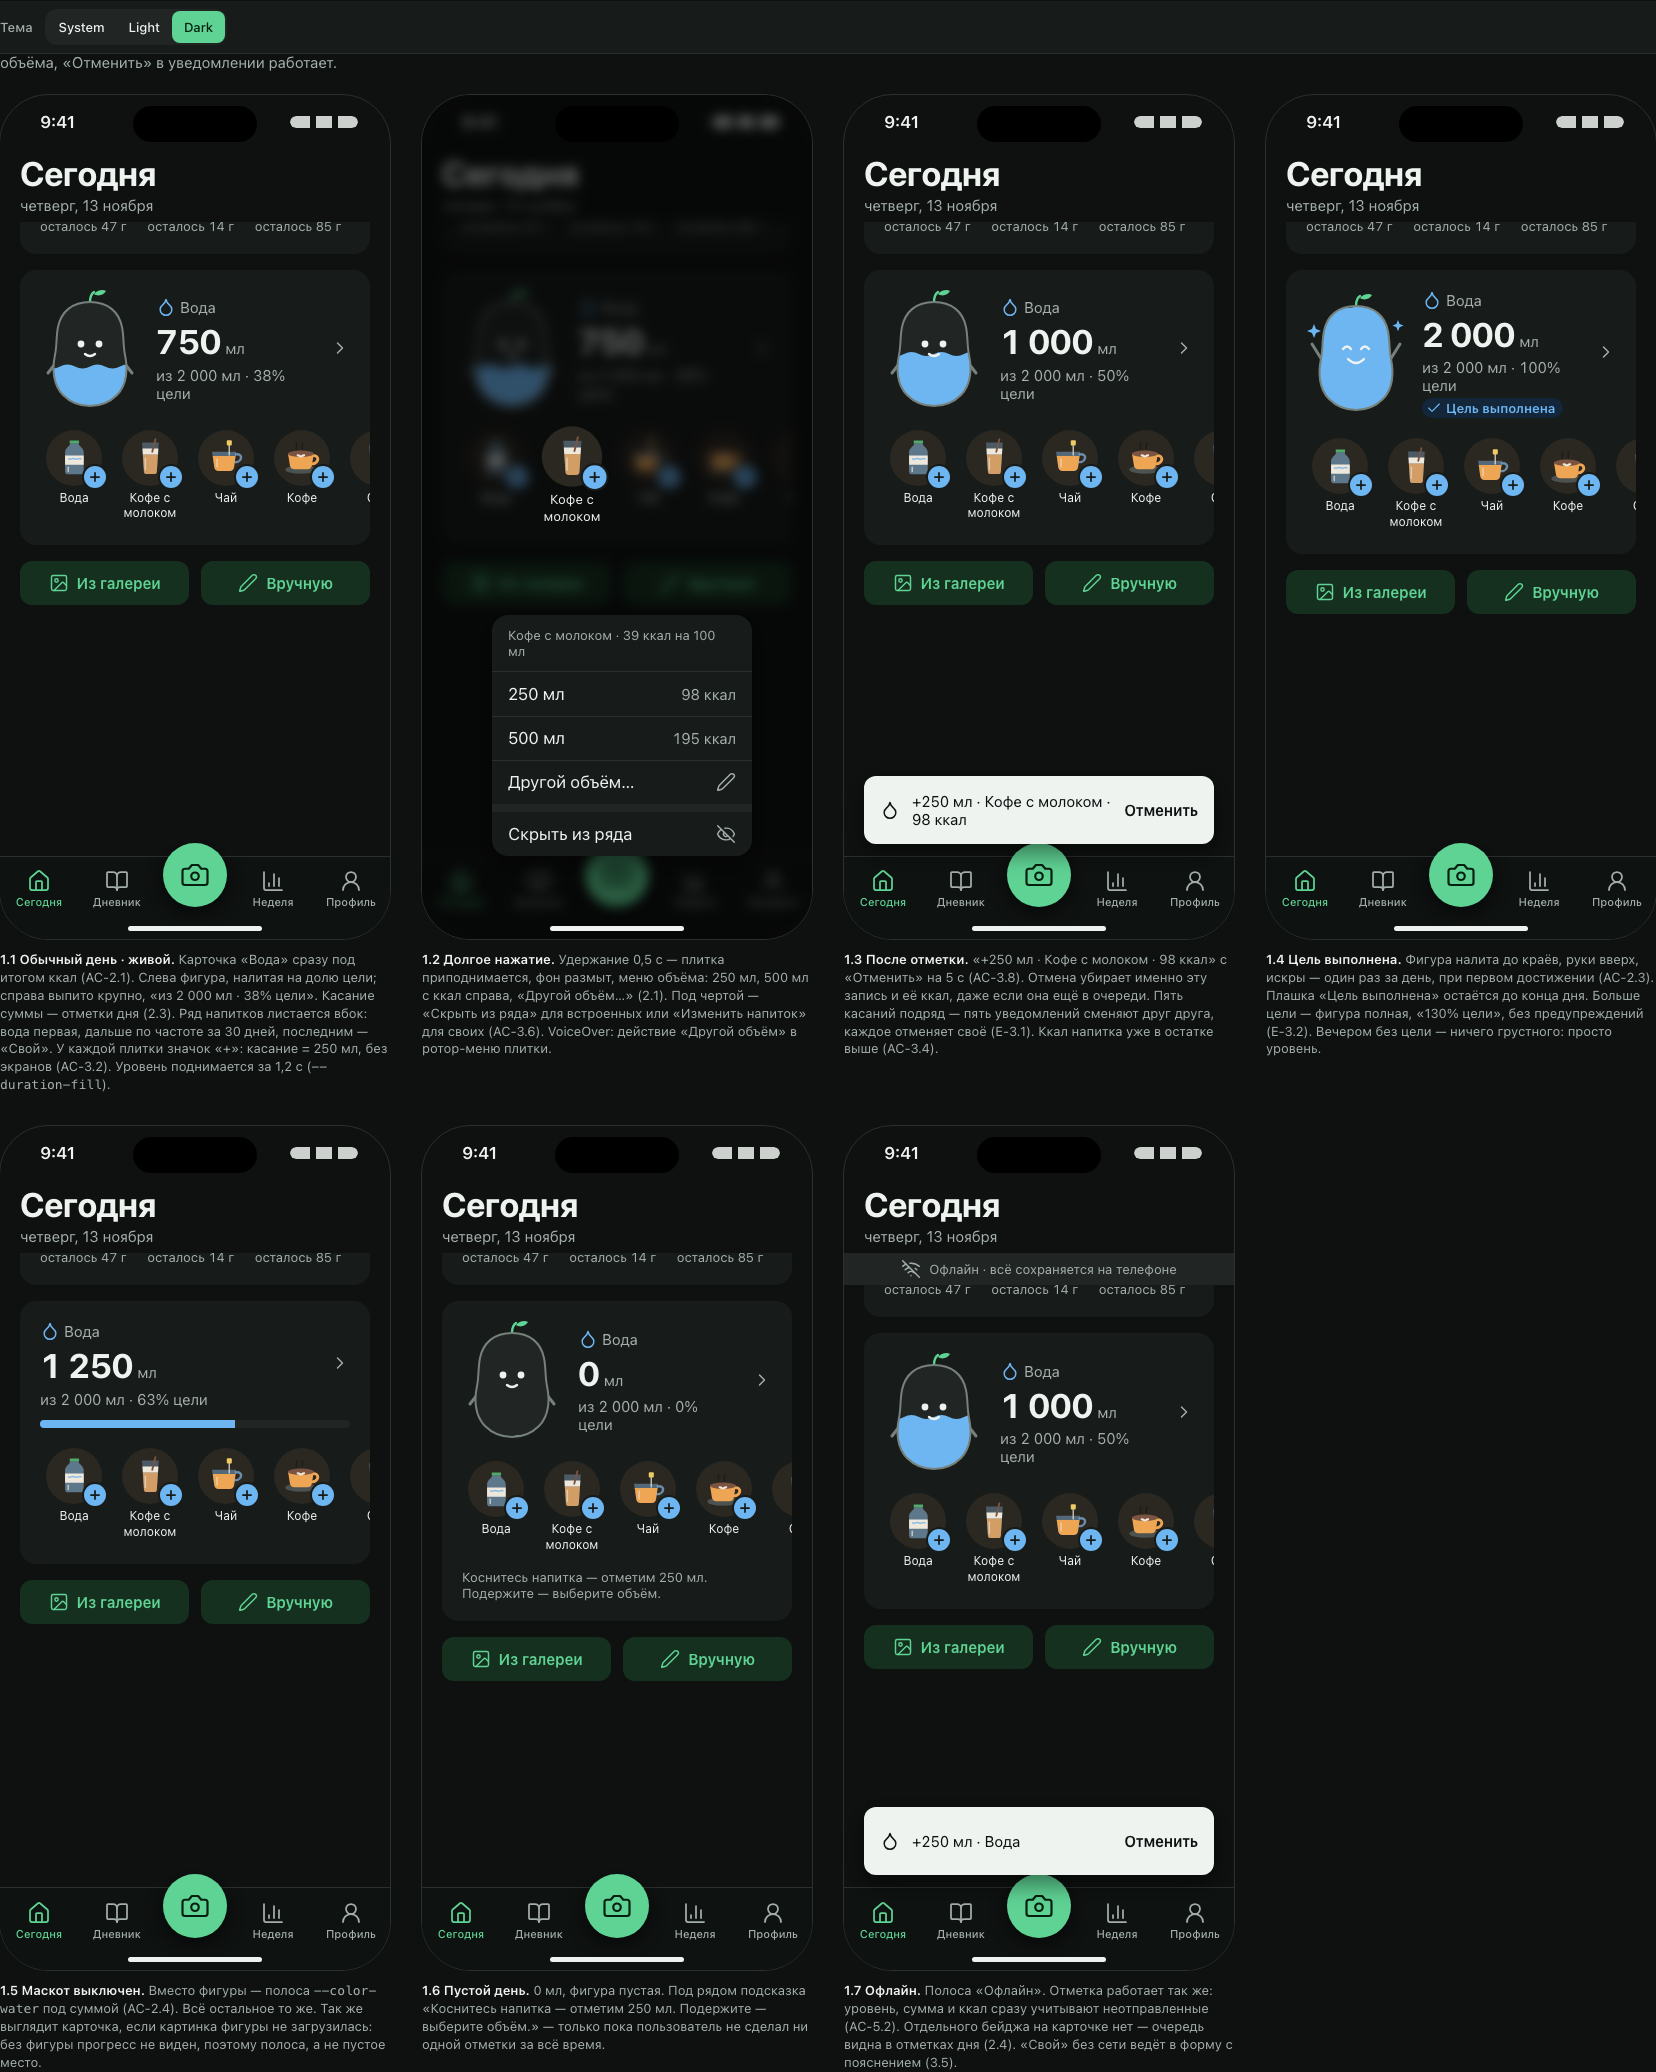 Тема System Light Dark
объёма, «Отменить» в уведомлении работает.
9:41
Сегодня
четверг, 13 ноября
осталось 47 г осталось 14 г осталось 85 г
Вода
750 мл
из 2 000 мл · 38%
цели
Вода Кофе с Чай Кофе
молоком
Из галереи Вручную
Сегодня Дневник Неделя Профиль
1.1 Обычный день · живой. Карточка «Вода» сразу под
итогом ккал (AC-2.1). Слева фигура, налитая на долю цели;
справа выпито крупно, «из 2 000 мл · 38% цели». Касание
суммы — отметки дня (2.3). Ряд напитков листается вбок:
вода первая, дальше по частоте за 30 дней, последним —
«Свой». У каждой плитки значок «+»: касание = 250 мл, без
экранов (AC-3.2). Уровень поднимается за 1,2 с (--
duration-fill).
Кофе с
молоком
Кофе с молоком · 39 ккал на 100
мл
250 мл 98 ккал
500 мл 195 ккал
Другой объём...
Скрыть из ряда
1.2 Долгое нажатие. Удержание 0,5 с — плитка
приподнимается, фон размыт, меню объёма: 250 мл, 500 мл
с ккал справа, «Другой объём…» (2.1). Под чертой —
«Скрыть из ряда» для встроенных или «Изменить напиток»
для своих (AC-3.6). VoiceOver: действие «Другой объём» в
ротор-меню плитки.
9:41
Сегодня
четверг, 13 ноября
осталось 47 г осталось 14 г осталось 85 г
Вода
1 000 мл
из 2 000 мл · 50%
цели
Вода Кофе с Чай Кофе
молоком
Из галереи Вручную
+250 мл · Кофе с молоком ·
98 ккал
Отменить
Сегодня Дневник Неделя Профиль
1.3 После отметки. «+250 мл · Кофе с молоком · 98 ккал» с
«Отменить» на 5 с (AC-3.8). Отмена убирает именно эту
запись и её ккал, даже если она ещё в очереди. Пять
касаний подряд — пять уведомлений сменяют друг друга,
каждое отменяет своё (E-3.1). Ккал напитка уже в остатке
выше (AC-3.4).
9:41
Сегодня
четверг, 13 ноября
осталось 47 г осталось 14 г осталось 85 г
Вода
2 000 мл
из 2 000 мл · 100%
цели
Цель выполнена
Вода Кофе с Чай Кофе
молоком
Из галереи Вручную
Сегодня Дневник Неделя Профиль
1.4 Цель выполнена. Фигура налита до краёв, руки вверх,
искры — один раз за день, при первом достижении (AC-2.3).
Плашка «Цель выполнена» остаётся до конца дня. Больше
цели — фигура полная, «130% цели», без предупреждений
(E-3.2). Вечером без цели — ничего грустного: просто
уровень.
9:41
Сегодня
четверг, 13 ноября
осталось 47 г осталось 14 г осталось 85 г
Вода
1 250 мл
из 2 000 мл · 63% цели
Вода Кофе с Чай Кофе
молоком
Из галереи Вручную
Сегодня Дневник Неделя Профиль
1.5 Маскот выключен. Вместо фигуры — полоса --color-
water под суммой (AC-2.4). Всё остальное то же. Так же
выглядит карточка, если картинка фигуры не загрузилась:
без фигуры прогресс не виден, поэтому полоса, а не пустое
место.
9:41
Сегодня
четверг, 13 ноября
осталось 47 г осталось 14 г осталось 85 г
Вода
0 мл
из 2 000 мл · 0%
цели
Вода Кофе с Чай Кофе
молоком
Коснитесь напитка — отметим 250 мл.
Подержите — выберите объём.
Из галереи Вручную
Сегодня Дневник Неделя Профиль
1.6 Пустой день. 0 мл, фигура пустая. Под рядом подсказка
«Коснитесь напитка — отметим 250 мл. Подержите —
выберите объём.» — только пока пользователь не сделал ни
одной отметки за всё время.
9:41
Сегодня
четверг, 13 ноября
Офлайн · всё сохраняется на телефоне
осталось 47 г осталось 14 г осталось 85 г
Вода
1 000 мл
из 2 000 мл · 50%
цели
Вода Кофе с Чай Кофе
молоком
Из галереи Вручную
+250 мл · Вода Отменить
Сегодня Дневник Неделя Профиль
1.7 Офлайн. Полоса «Офлайн». Отметка работает так же:
уровень, сумма и ккал сразу учитывают неотправленные
(AC-5.2). Отдельного бейджа на карточке нет — очередь
видна в отметках дня (2.4). «Свой» без сети ведёт в форму с
пояснением (3.5).